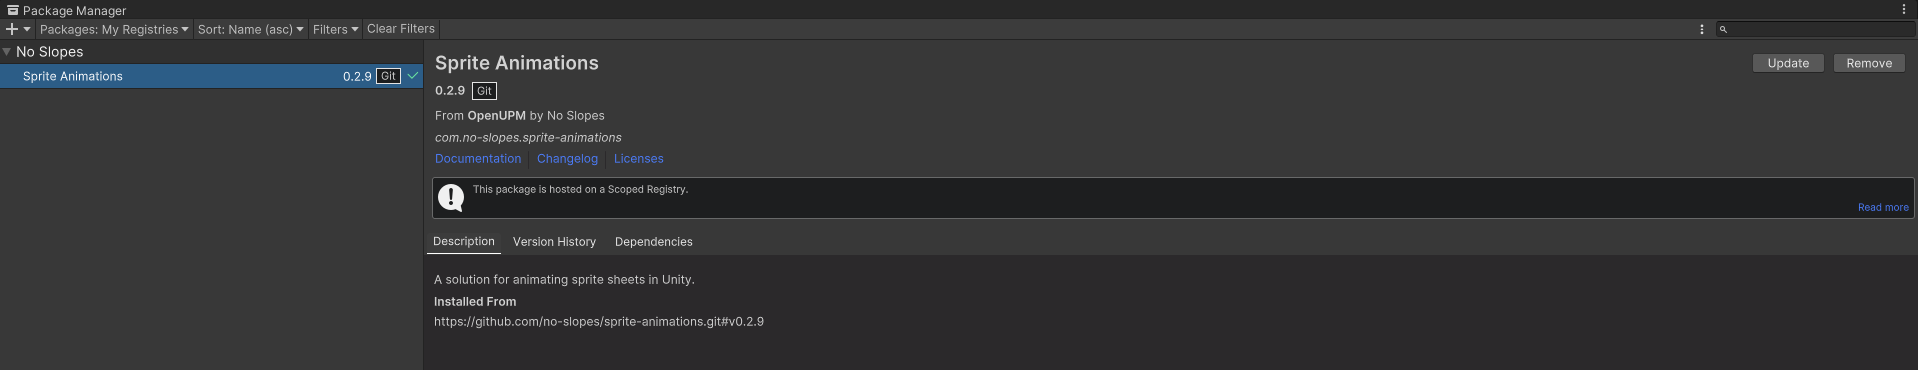 Package Manager
Packages: My Registries Sort: Name (asc) Filters Clear Filters
No Slopes
Sprite Animations 0.2.9 Git
Sprite Animations
Update Remove
0.2.9 Git
From OpenUPM by No Slopes
com.no-slopes.sprite-animations
Documentation Changelog Licenses
This package is hosted on a Scoped Registry.
Read more
Description Version History Dependencies
A solution for animating sprite sheets in Unity.
Installed From
https://github.com/no-slopes/sprite-animations.git#v0.2.9